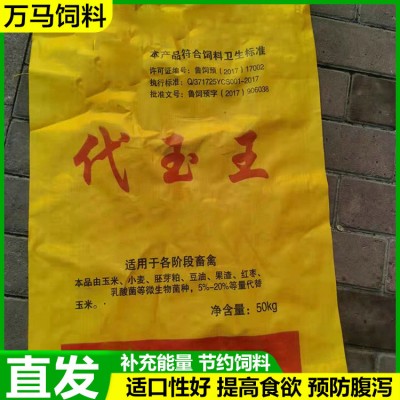 万马饲料
本产品符合饲料卫生标准
许可证编号：鲁饲预（2017）17002
执行标准：Q/371725YCS001-2017
批准文号：鲁饲预字（2017）906008
代玉王
适用于各阶段畜禽
本品由玉米、小麦、胚芽粕、豆油、果渣、红枣、
乳酸菌等微生物菌种，5%-20%等量代替
玉米。
净含量：50kg
直发
补充能量 节约饲料
适口性好 提高食欲 预防腹泻